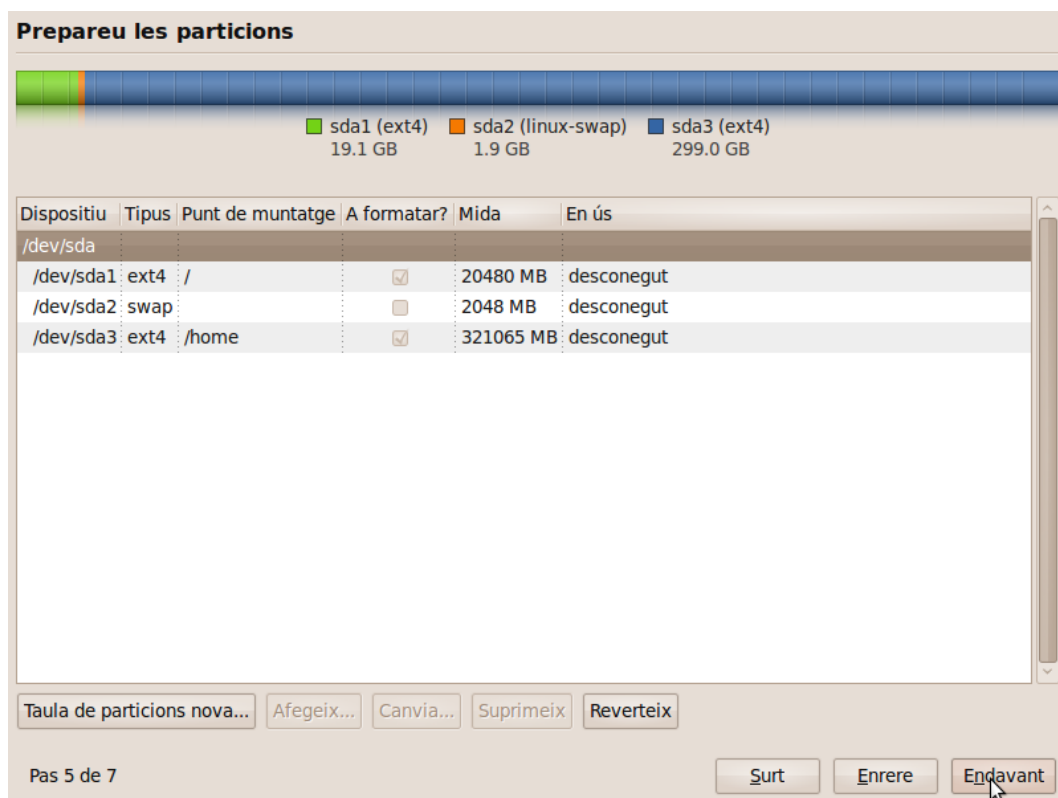 Prepareu les particions
sda1 (ext4) sda2 (linux-swap) sda3 (ext4)
19.1 GB 1.9 GB 299.0 GB
Dispositiu Tipus Punt de muntatge A formatar? Mida En ús
/dev/sda
/dev/sda1 ext4 / 20480 MB desconegut
/dev/sda2 swap 2048 MB desconegut
/dev/sda3 ext4 /home 321065 MB desconegut
Taula de particions nova... Afegeix... Canvia... Suprimeix Reverteix
Pas 5 de 7 Surt Enrere Endavant